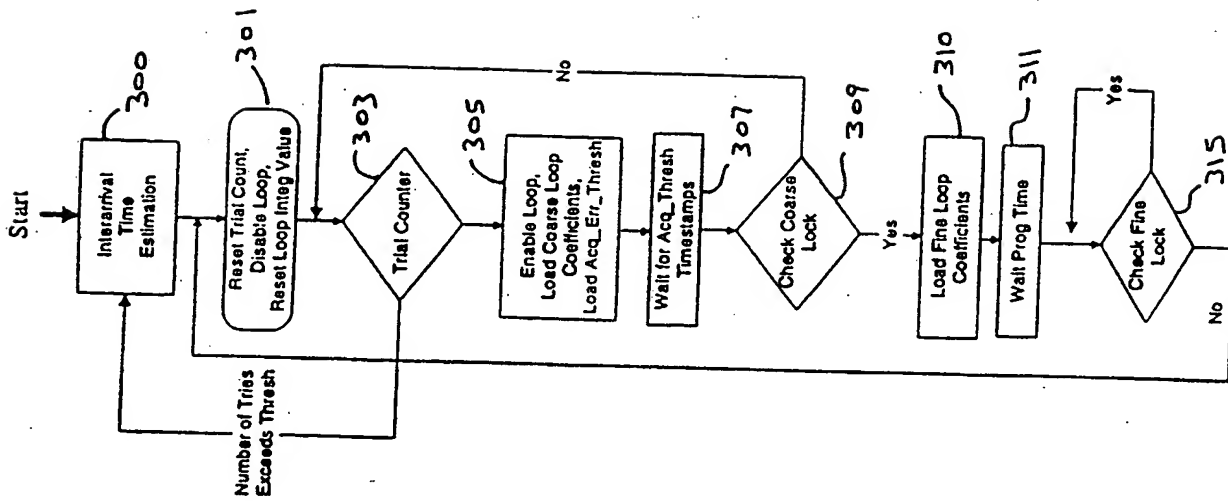 Start
Interarrival
Time
Estimation
300
Reset Trial Count,
Disable Loop,
Reset Loop Integ Value
301
Number of Tries
Exceeds Thresh
Trial Counter
303
No
Enable Loop,
Load Coarse Loop
Coefficients,
Load Acq_Err_Thresh
305
Wait for Acq_Thresh
Timestamps
307
Check Coarse
Lock
309
Yes
Load Fine Loop
Coefficients
310
Wait Prog Time
311
Yes
Check Fine
Lock
315
No